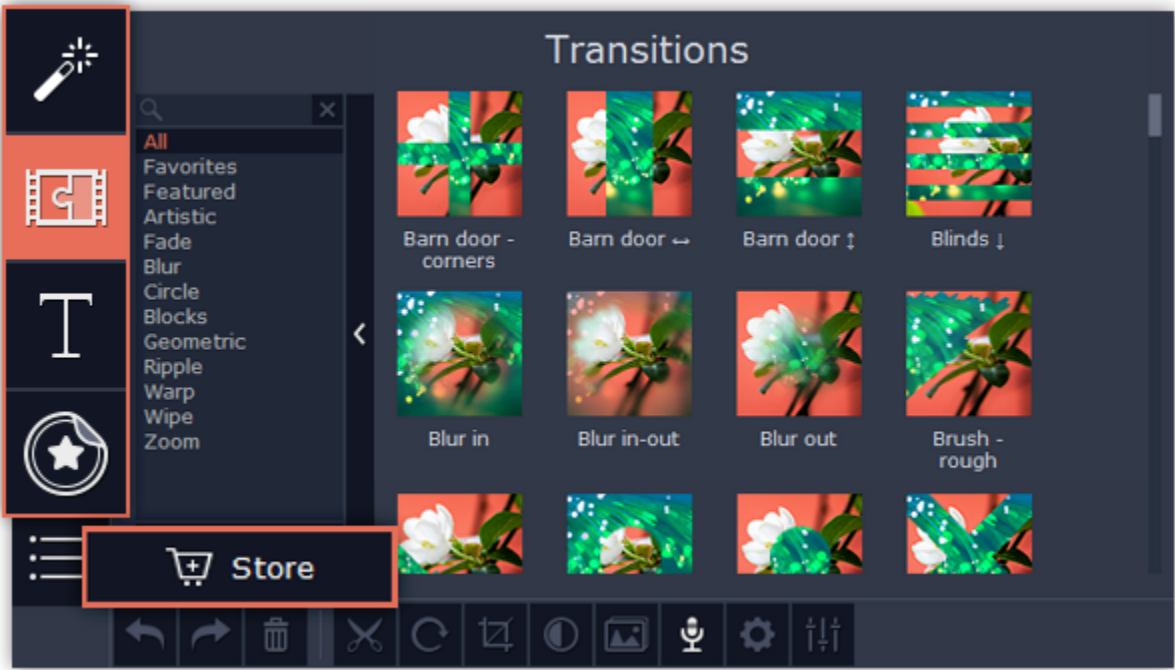 Transitions
All
Favorites
Featured
Artistic
Fade
Blur
Circle
Blocks
Geometric
Ripple
Warp
Wipe
Zoom
Barn door -
corners
Barn door ↔
Barn door ↕
Blinds ↓
Blur in
Blur in-out
Blur out
Brush -
rough
Store